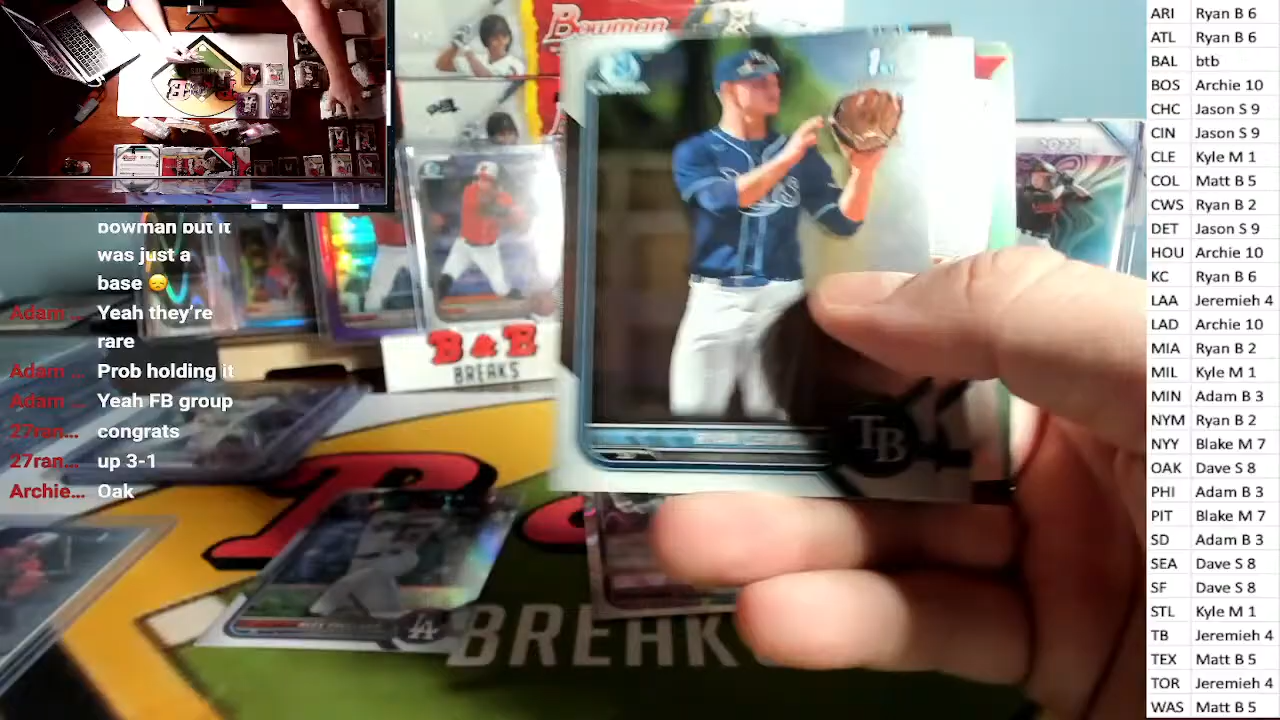 bowman but it
was just a
base 😔
Adam ... Yeah they're
rare
Adam ... Prob holding it
Adam ... Yeah FB group
27ran... congrats
27ran... up 3-1
Archie... Oak
Bowman
1st
2022
B & E
BREAKS
TB
LA
BREAK
ARI Ryan B 6
ATL Ryan B 6
BAL btb
BOS Archie 10
CHC Jason S 9
CIN Jason S 9
CLE Kyle M 1
COL Matt B 5
CWS Ryan B 2
DET Jason S 9
HOU Archie 10
KC Ryan B 6
LAA Jeremieh 4
LAD Archie 10
MIA Ryan B 2
MIL Kyle M 1
MIN Adam B 3
NYM Ryan B 2
NYY Blake M 7
OAK Dave S 8
PHI Adam B 3
PIT Blake M 7
SD Adam B 3
SEA Dave S 8
SF Dave S 8
STL Kyle M 1
TB Jeremieh 4
TEX Matt B 5
TOR Jeremieh 4
WAS Matt B 5